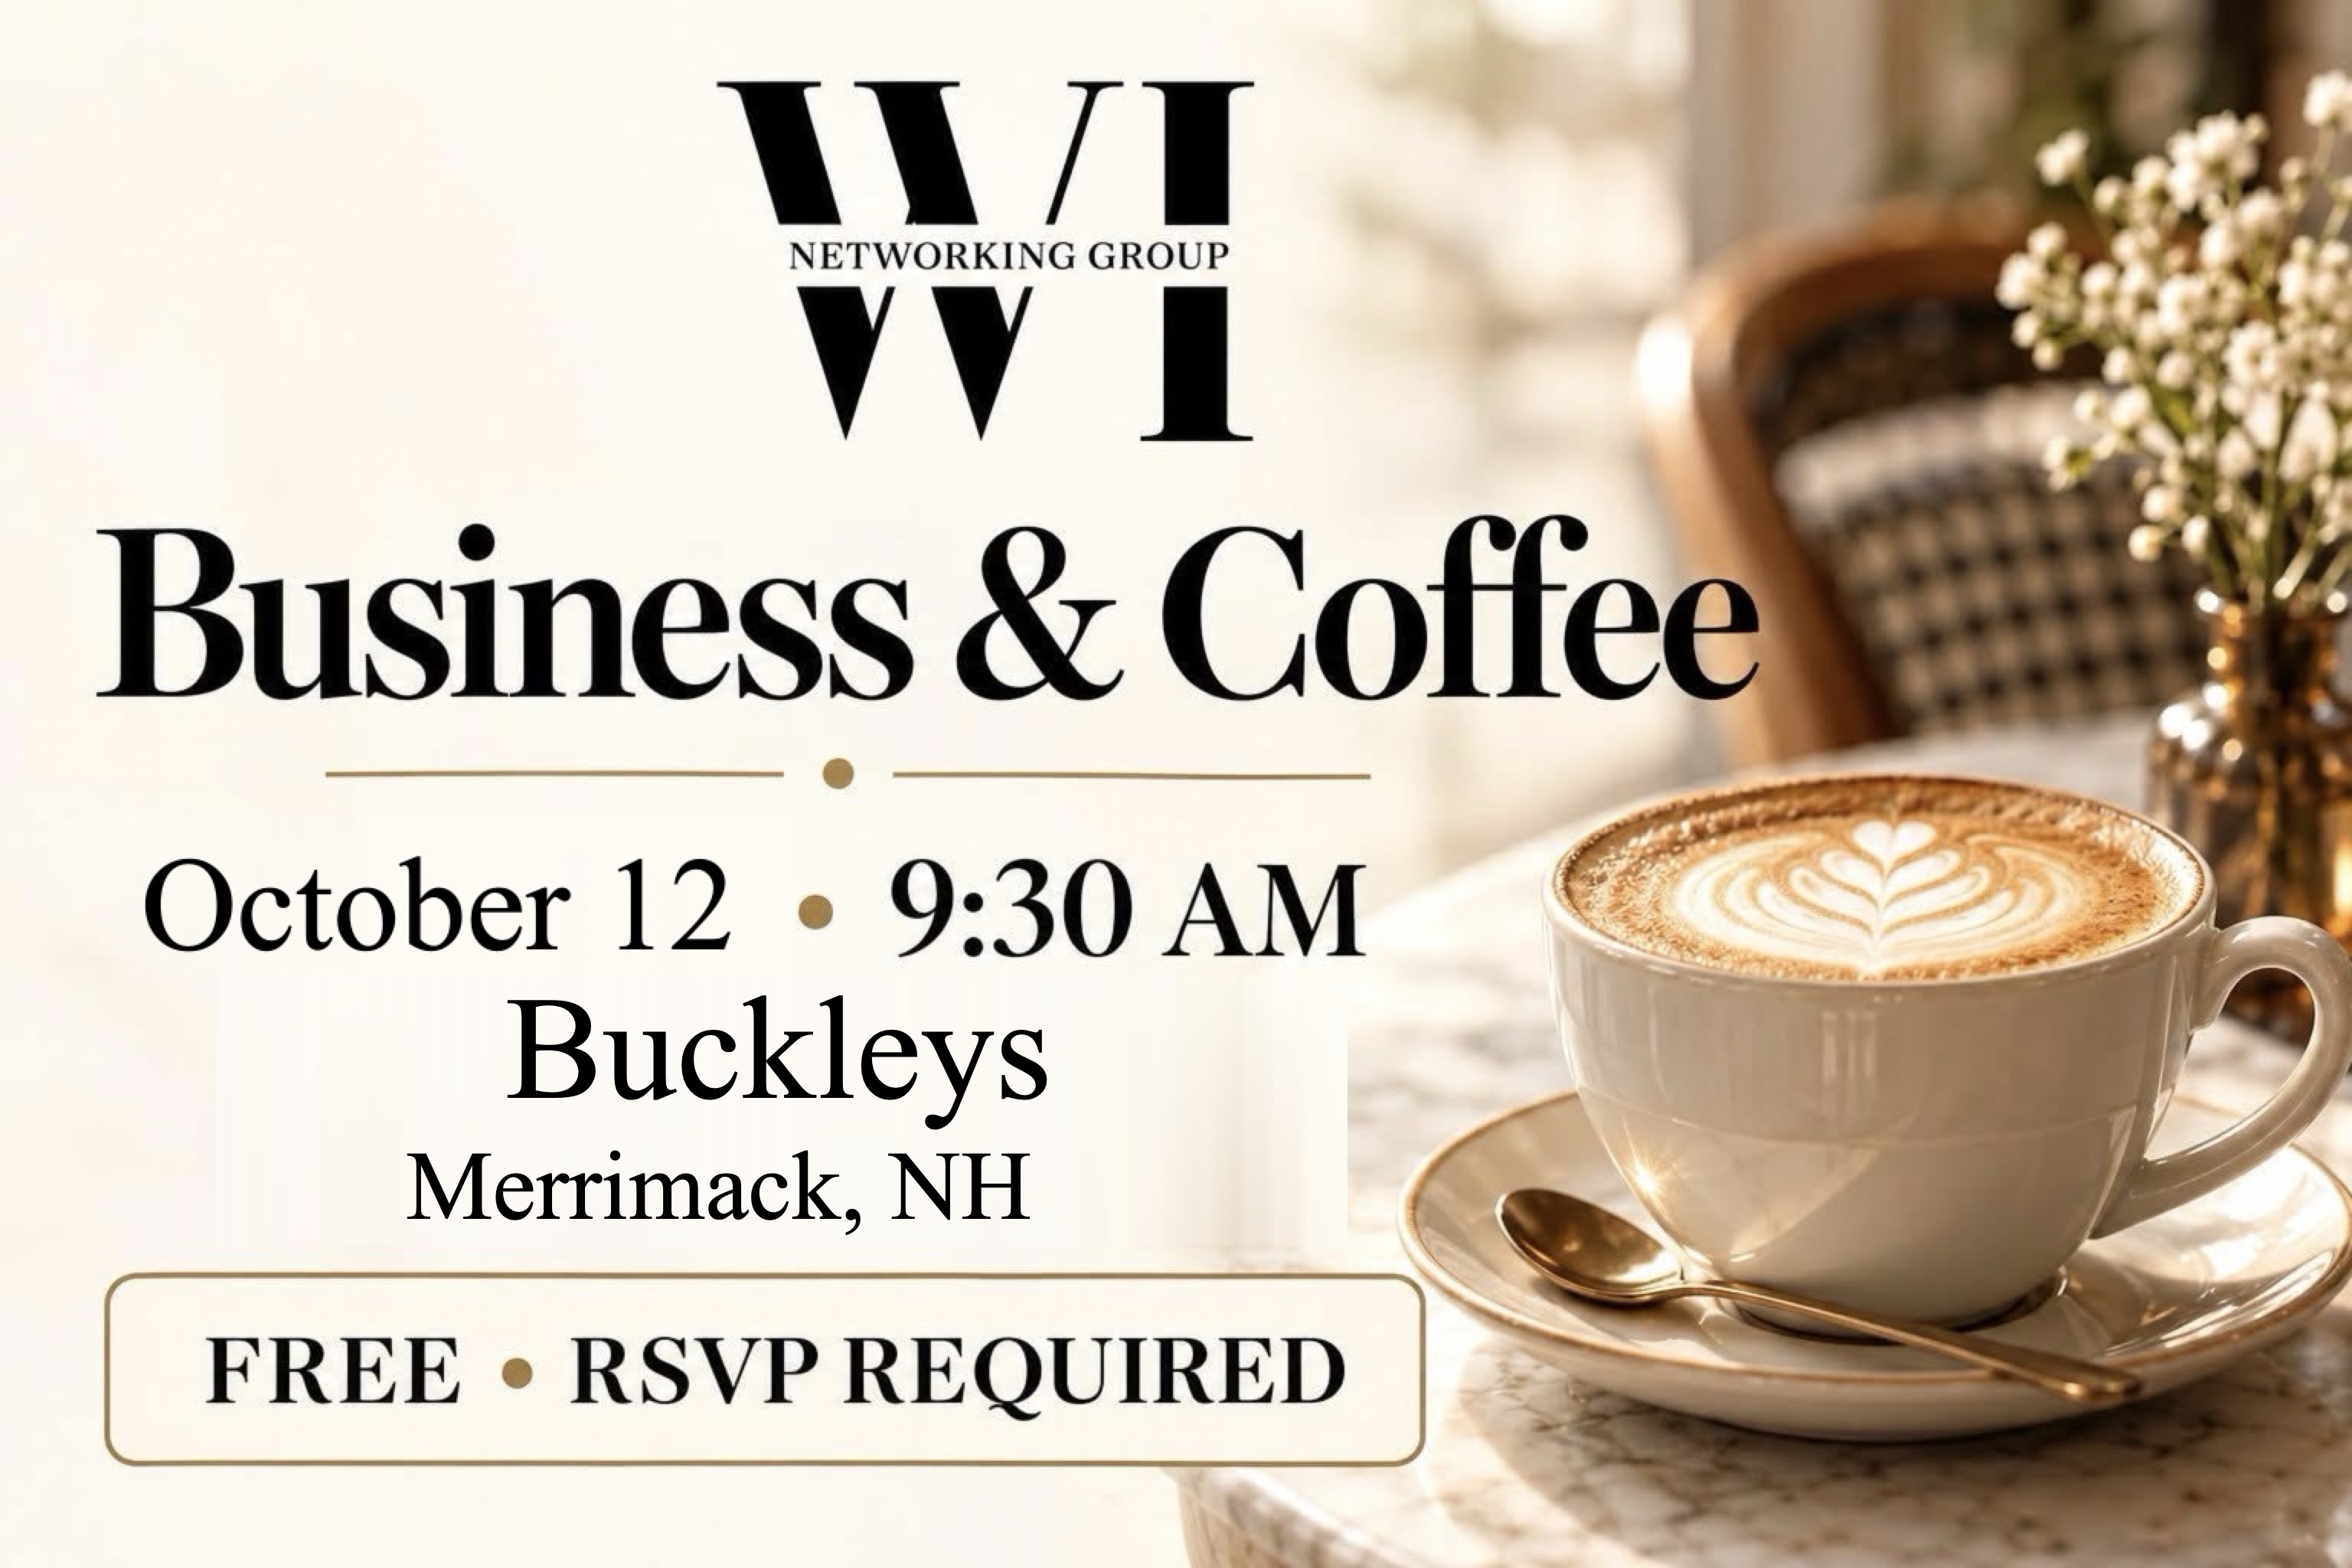 WI
NETWORKING GROUP
Business & Coffee
October 12 • 9:30 AM
Buckleys
Merrimack, NH
FREE • RSVP REQUIRED